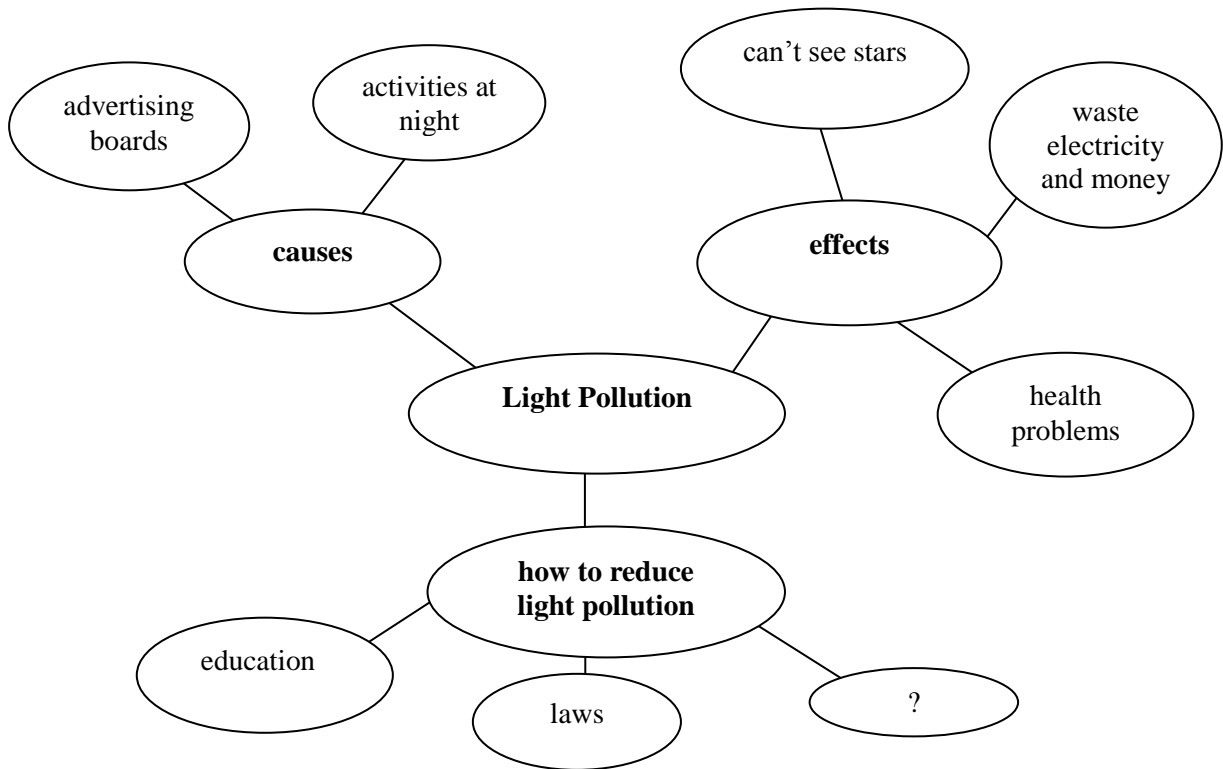 can’t see stars
advertising
boards
activities at
night
waste
electricity
and money
causes
effects
Light Pollution
health
problems
how to reduce
light pollution
education
laws
?